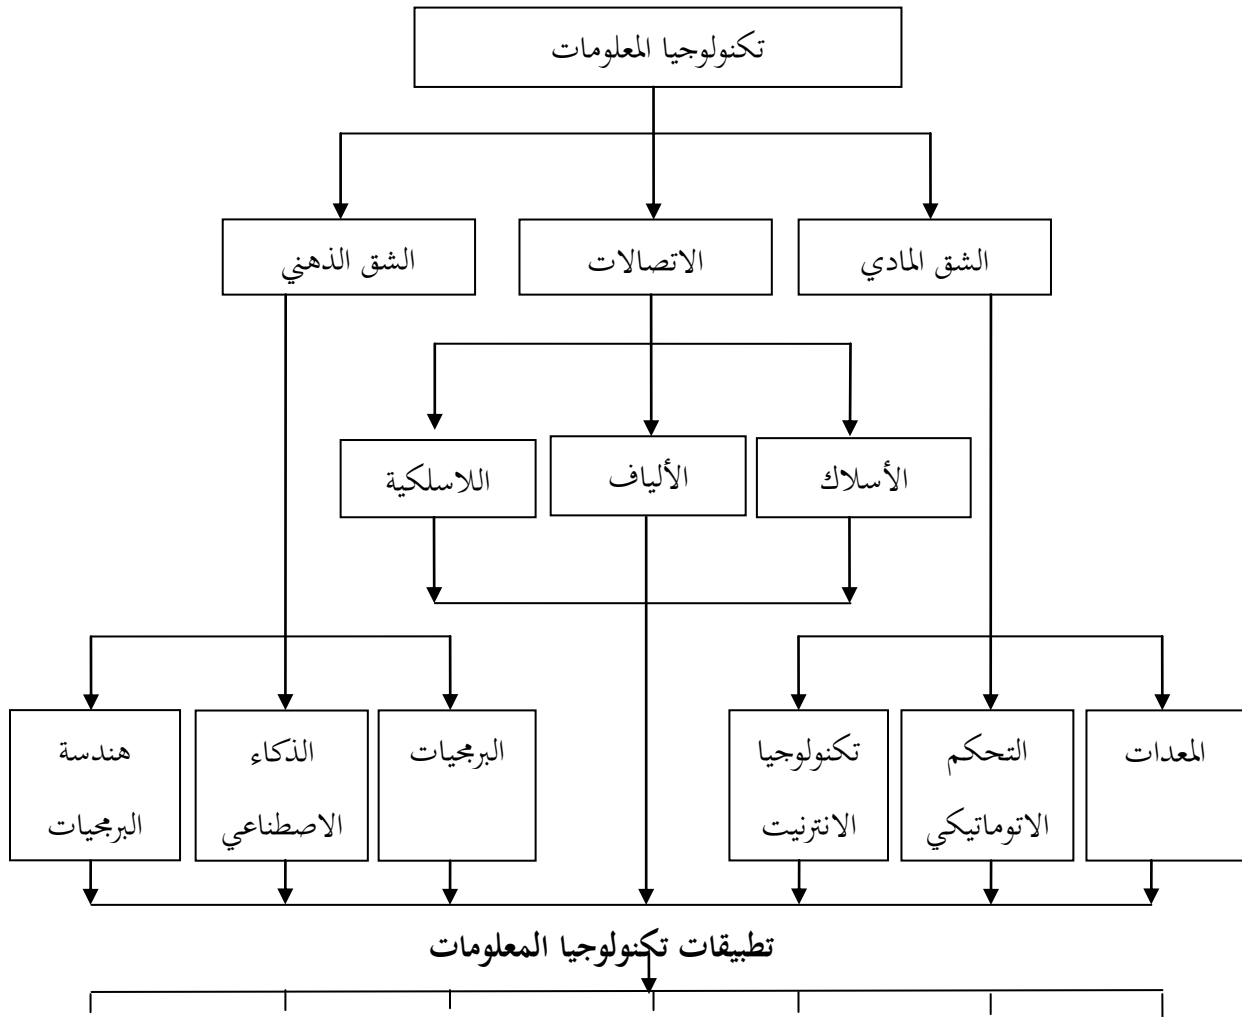 تكنولوجيا المعلومات
الشق المادي
الاتصالات
الشق الذهني
الأسلاك
الألياف
اللاسلكية
المعدات
التحكم
الاتوماتيكي
تكنولوجيا
الانترنيت
البرمجيات
الذكاء
الاصطناعي
هندسة
البرمجيات
تطبيقات تكنولوجيا المعلومات